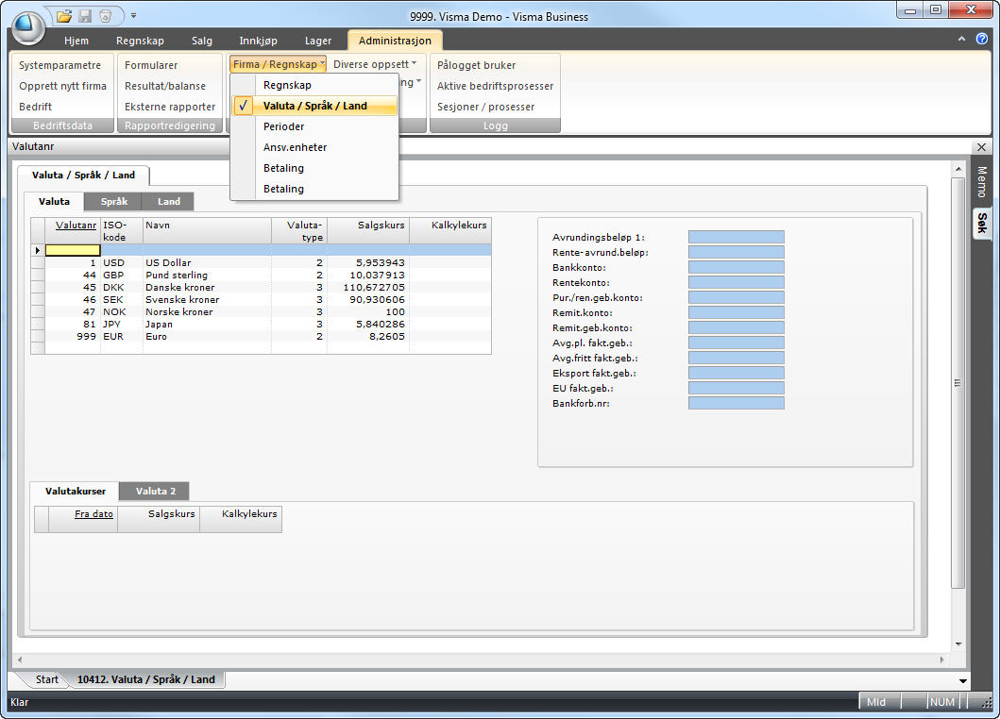 9999. Visma Demo - Visma Business
Hjem Regnskap Salg Innkjøp Lager Administrasjon
Systemparametre Formularer Firma / Regnskap Diverse oppsett Pålogget bruker
Opprett nytt firma Resultat/balanse ng Aktive bedriftsprosesser
Bedrift Eksterne rapporter Sesjoner / prosesser
Bedriftsdata Rapportredigering Logg
Regnskap
Valuta / Språk / Land
Perioder
Ansv.enheter
Betaling
Betaling
Valutanr
Memo
Søk
Valuta / Språk / Land
Valuta Språk Land
Valutanr ISO-kode Navn Valuta-type Salgskurs Kalkylekurs
1 USD US Dollar 2 5,953943
44 GBP Pund sterling 2 10,037913
45 DKK Danske kroner 3 110,672705
46 SEK Svenske kroner 3 90,930606
47 NOK Norske kroner 3 100
81 JPY Japan 3 5,840286
999 EUR Euro 2 8,2605
Avrundingsbeløp 1:
Rente-avrund.beløp:
Bankkonto:
Rentekonto:
Pur./ren.geb.konto:
Remit.konto:
Remit.geb.konto:
Avg.pl. fakt.geb.:
Avg.fritt fakt.geb.:
Eksport fakt.geb.:
EU fakt.geb.:
Bankforb.nr:
Valutakurser Valuta 2
Fra dato Salgskurs Kalkylekurs
Start 10412. Valuta / Språk / Land
Klar MId NUM